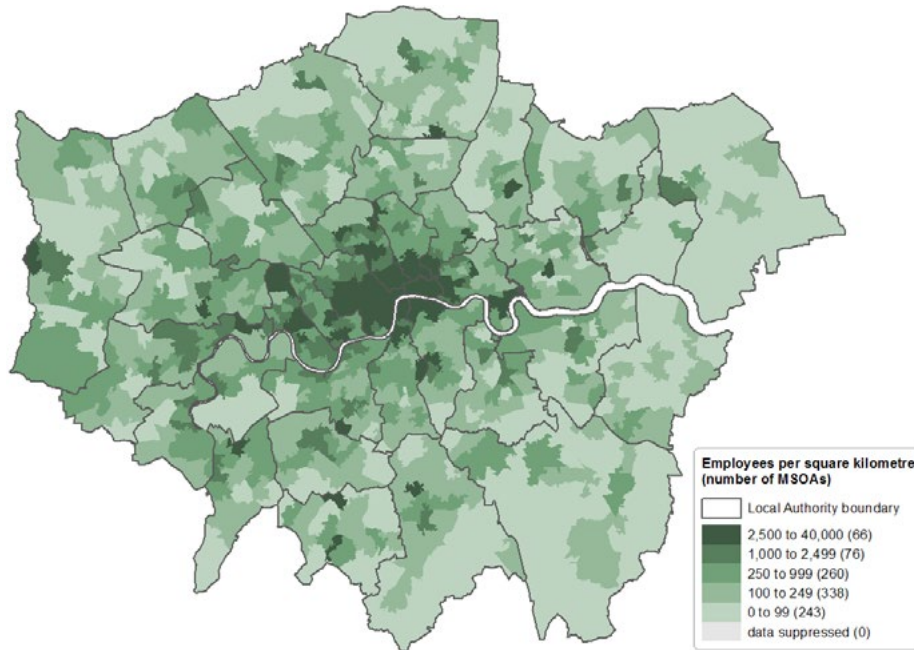 Employees per square kilometre
(number of MSOAs)
Local Authority boundary
2,500 to 40,000 (66)
1,000 to 2,499 (76)
250 to 999 (260)
100 to 249 (338)
0 to 99 (243)
data suppressed (0)